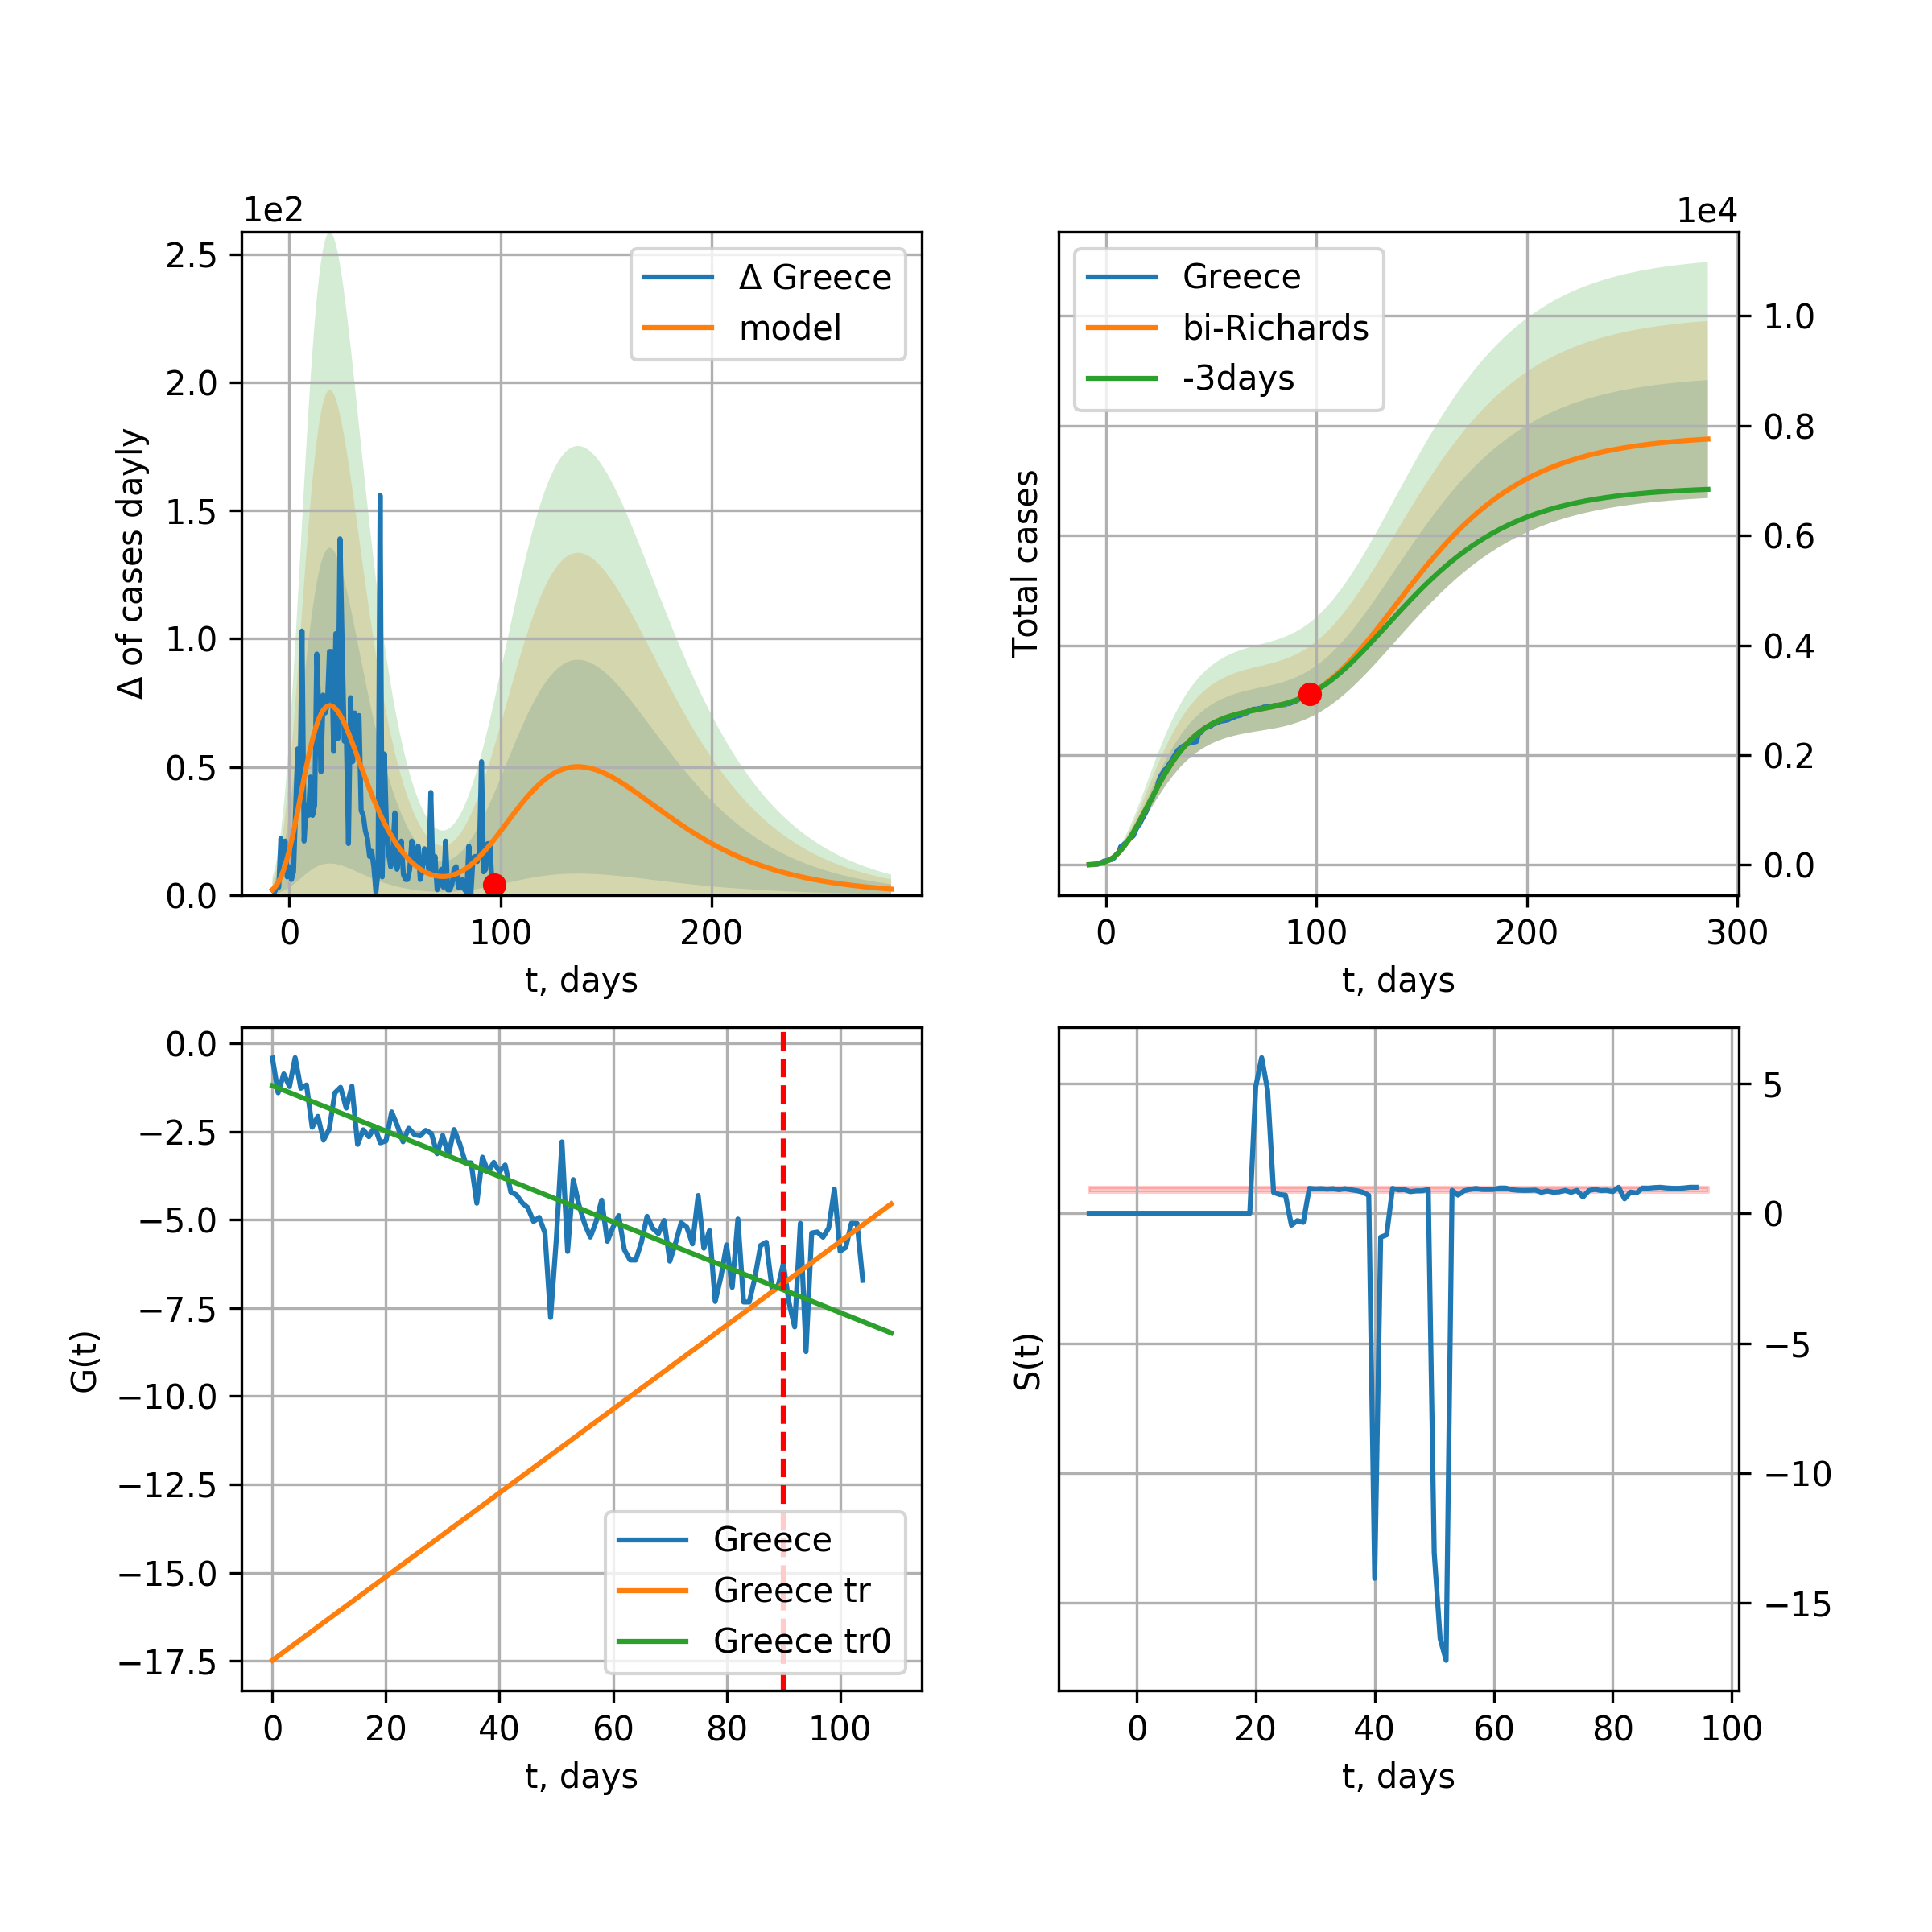 1e2
2.5
2.0
1.5
1.0
0.5
0.0
Δ of cases dayly
Δ Greece
model
0 100 200
t, days
1e4
Greece
bi-Richards
-3days
Total cases
1.0
0.8
0.6
0.4
0.2
0.0
0 100 200 300
t, days
0.0
−2.5
−5.0
−7.5
−10.0
−12.5
−15.0
−17.5
G(t)
Greece
Greece tr
Greece tr0
0 20 40 60 80 100
t, days
S(t)
5
0
−5
−10
−15
0 20 40 60 80 100
t, days